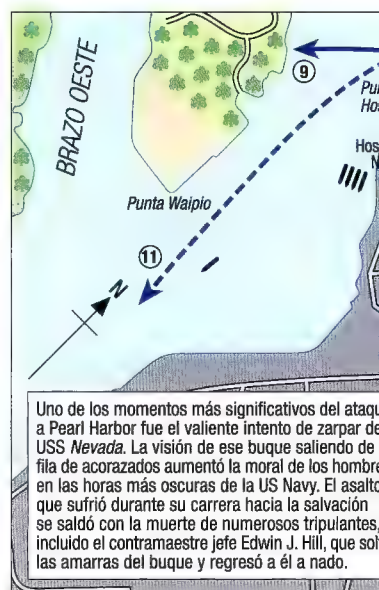 BRAZO OESTE
9
Pun
Hos
Hos
N
Punta Waipio
11
N
Uno de los momentos más significativos del ataqu
a Pearl Harbor fue el valiente intento de zarpar de
USS Nevada. La visión de ese buque saliendo de
fila de acorazados aumentó la moral de los hombre
en las horas más oscuras de la US Navy. El asalto
que sufrió durante su carrera hacia la salvación
se saldó con la muerte de numerosos tripulantes,
incluido el contramaestre jefe Edwin J. Hill, que solt
las amarras del buque y regresó a él a nado.